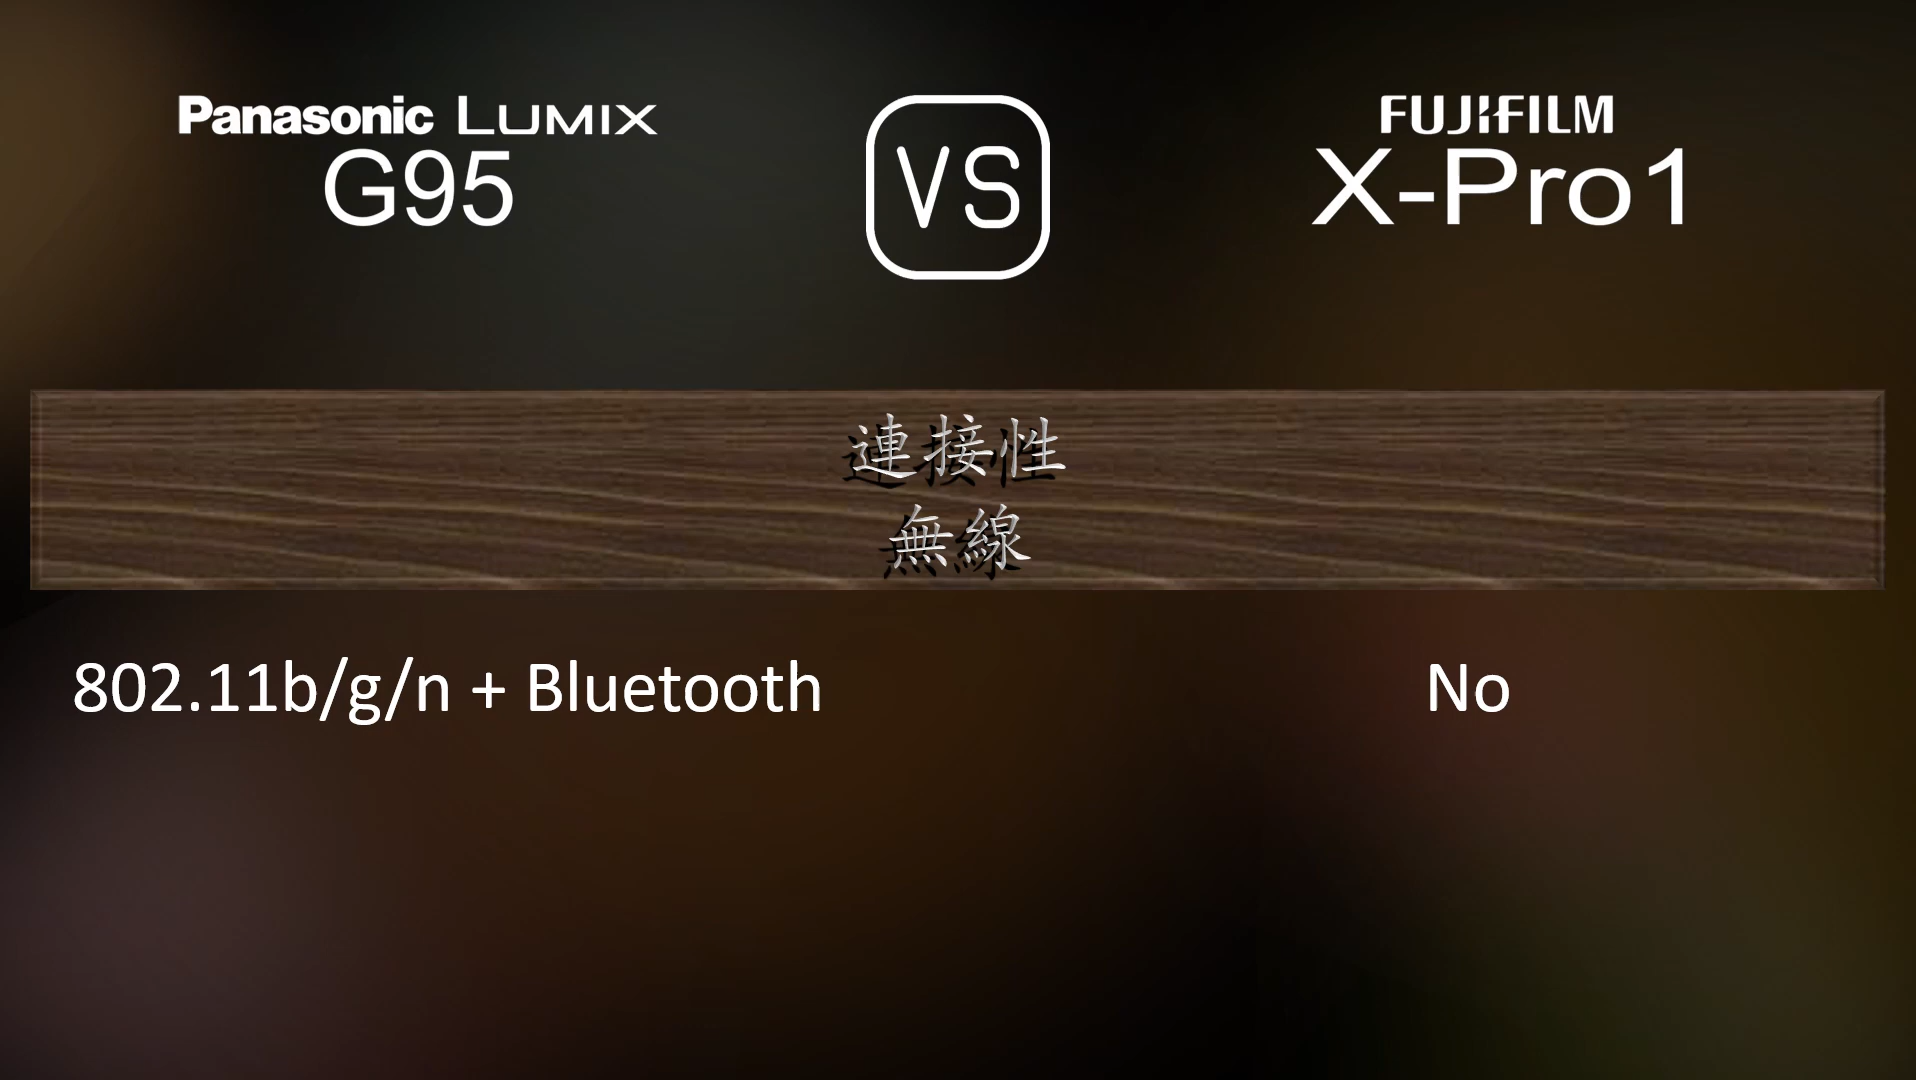 Panasonic LUMIX
G95
VS
FUJIFILM
X-Pro1
連接性
無線
802.11b/g/n + Bluetooth
No